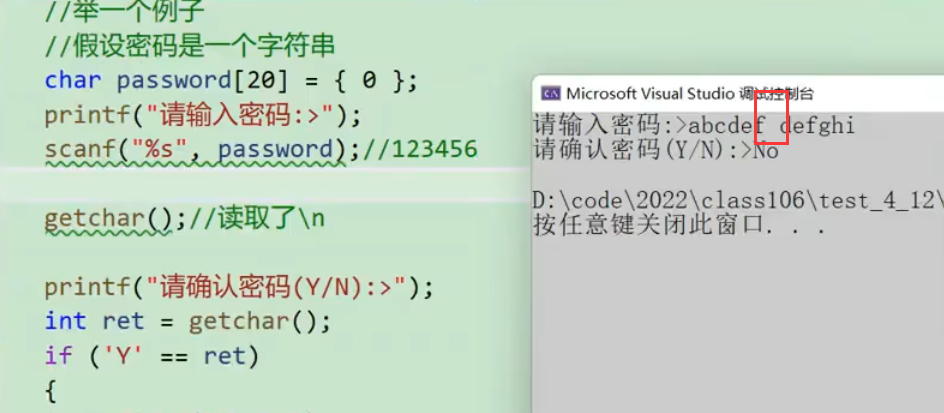 //举一个例子
//假设密码是一个字符串
char password[20] = { 0 };
printf("请输入密码:>");
scanf("%s", password);//123456
getchar();//读取了\n
printf("请确认密码(Y/N):>");
int ret = getchar();
if ('Y' == ret)
{
Microsoft Visual Studio 调试控制台
请输入密码:>abcdef defghi
请确认密码(Y/N):>No
D:\code\2022\class106\test_4_12\
按任意键关闭此窗口. . .